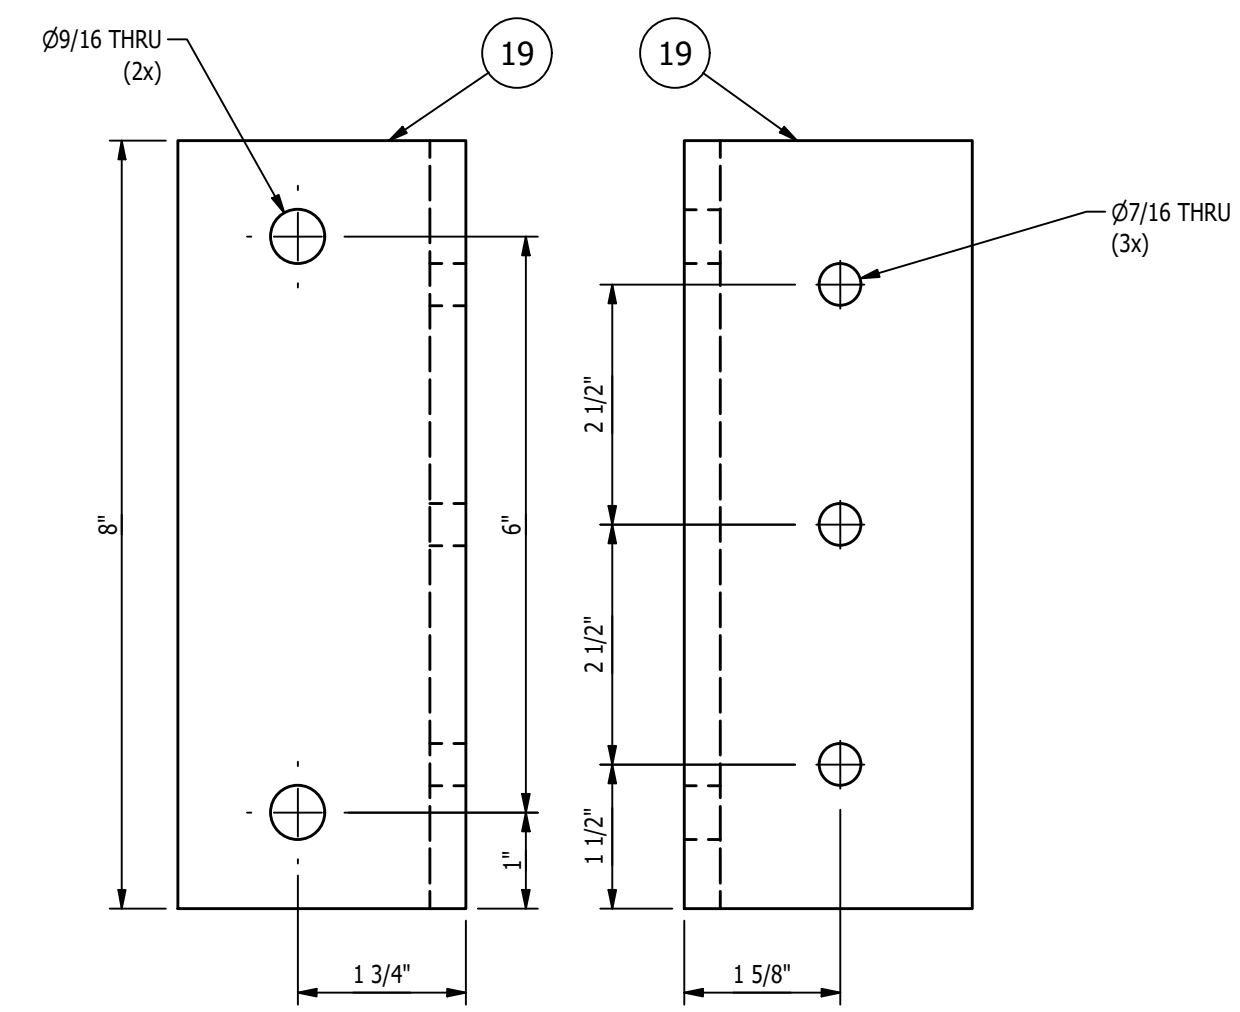 Ø9/16 THRU
(2x)
19
19
Ø7/16 THRU
(3x)
8"
6"
1"
1 3/4"
2 1/2"
2 1/2"
1 1/2"
1 5/8"